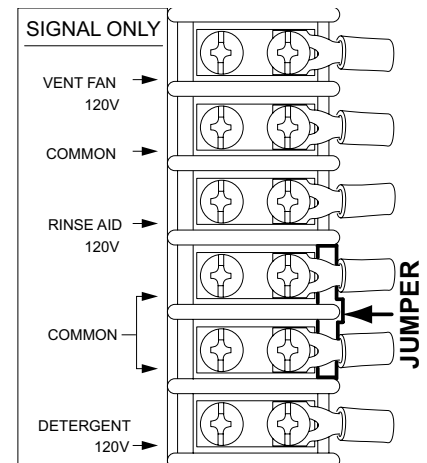 SIGNAL ONLY
VENT FAN
120V
COMMON
RINSE AID
120V
COMMON
DETERGENT
120V
JUMPER